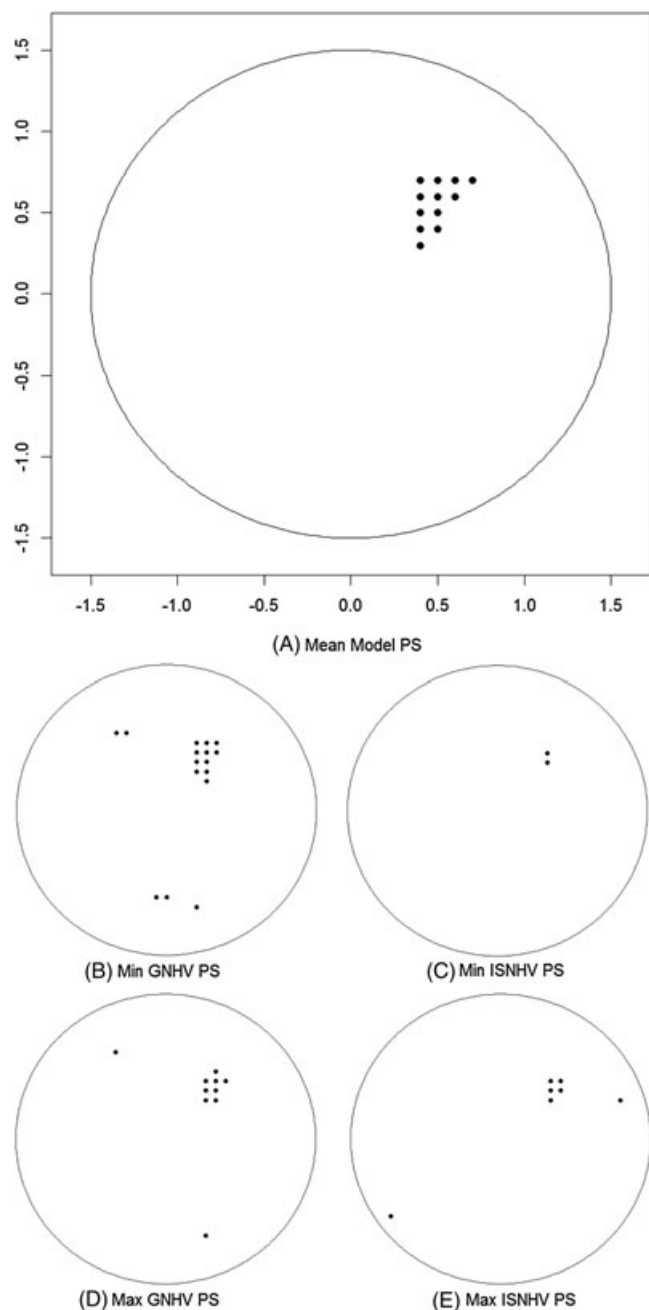 1.5
1.0
0.5
0.0
-0.5
-1.0
-1.5
-1.5 -1.0 -0.5 0.0 0.5 1.0 1.5
(A) Mean Model PS
(B) Min GNHV PS
(C) Min ISNHV PS
(D) Max GNHV PS
(E) Max ISNHV PS